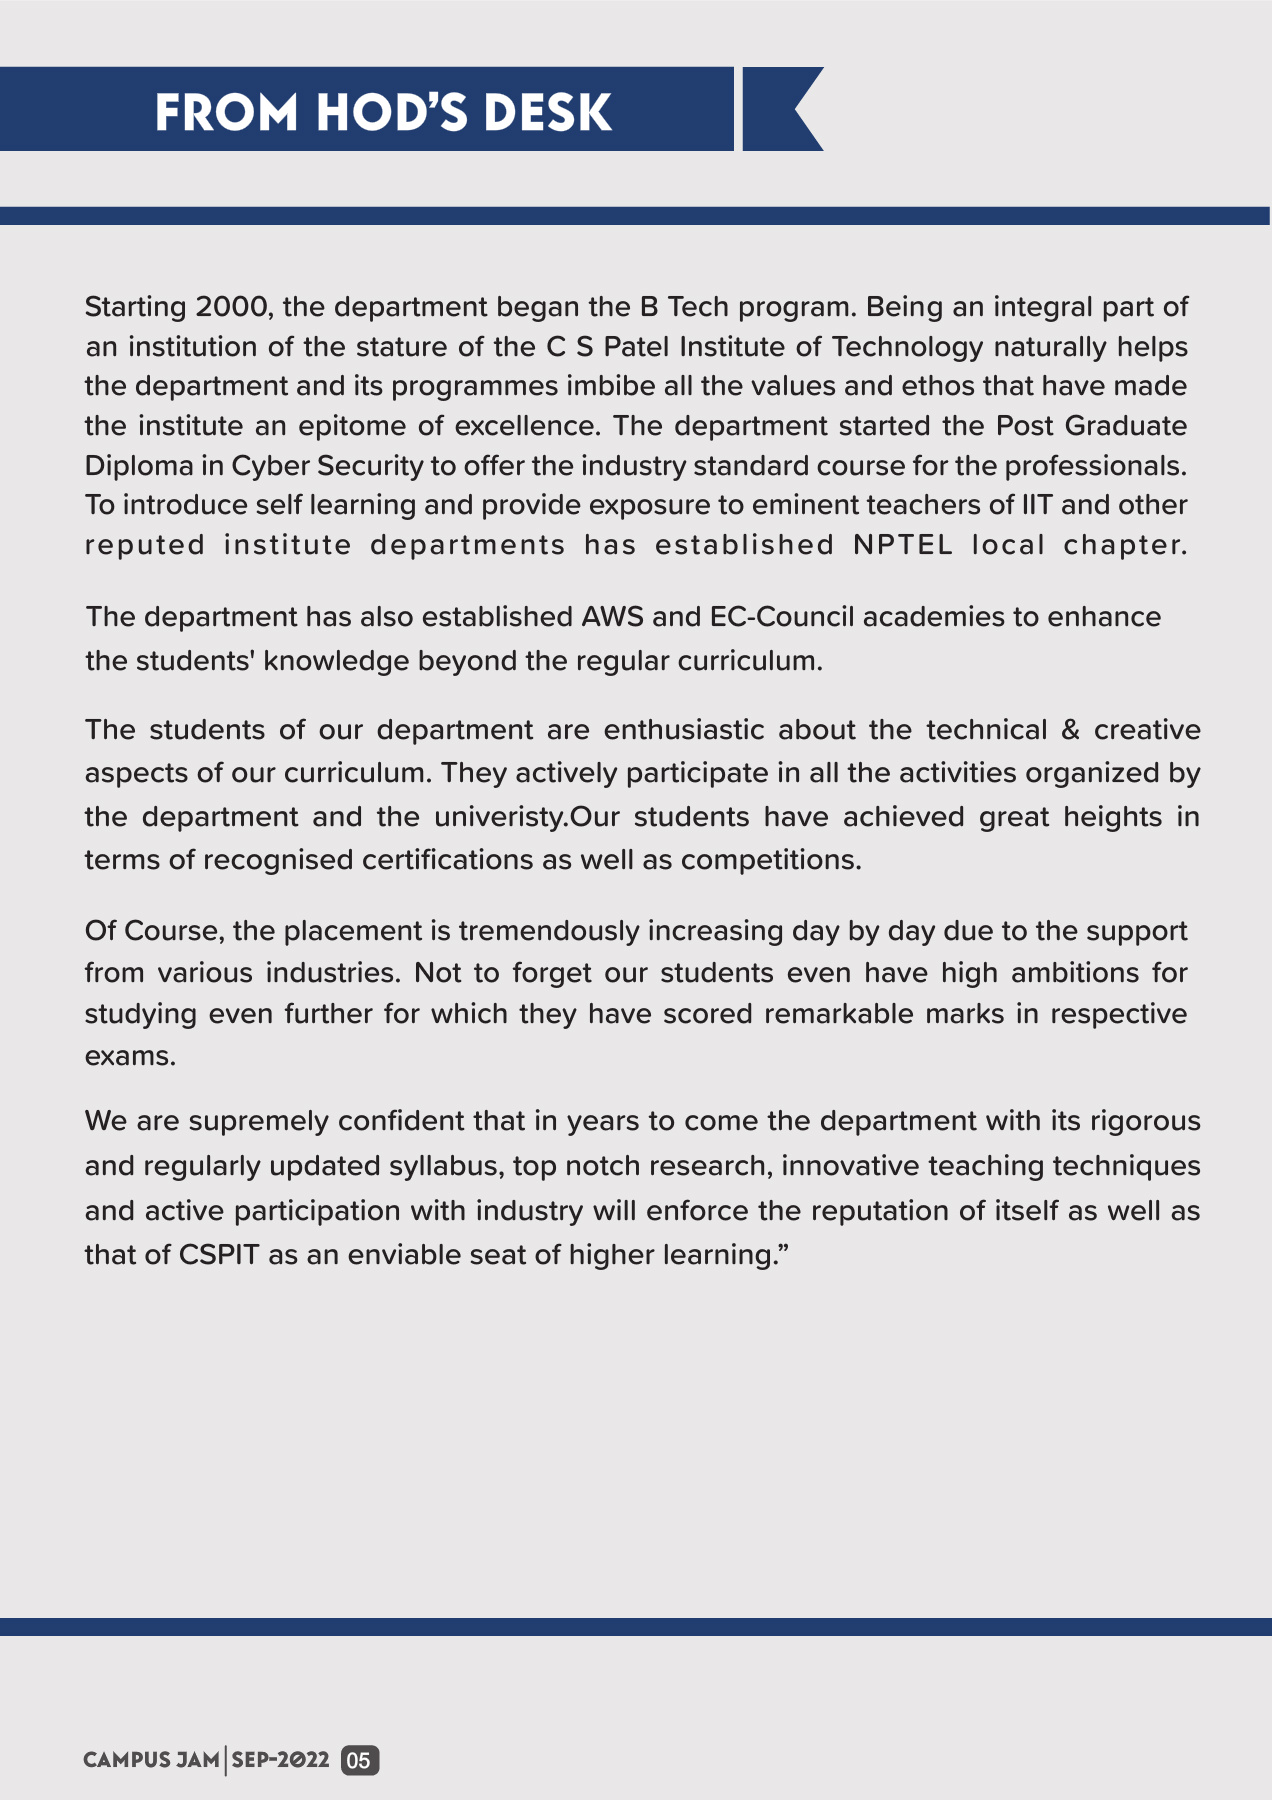 FROM HOD'S DESK
Starting 2000, the department began the B Tech program. Being an integral part of
an institution of the stature of the C S Patel Institute of Technology naturally helps
the department and its programmes imbibe all the values and ethos that have made
the institute an epitome of excellence. The department started the Post Graduate
Diploma in Cyber Security to offer the industry standard course for the professionals.
To introduce self learning and provide exposure to eminent teachers of IIT and other
reputed institute departments has established NPTEL local chapter.
The department has also established AWS and EC-Council academies to enhance
the students' knowledge beyond the regular curriculum.
The students of our department are enthusiastic about the technical & creative
aspects of our curriculum. They actively participate in all the activities organized by
the department and the univeristy.Our students have achieved great heights in
terms of recognised certifications as well as competitions.
Of Course, the placement is tremendously increasing day by day due to the support
from various industries. Not to forget our students even have high ambitions for
studying even further for which they have scored remarkable marks in respective
exams.
We are supremely confident that in years to come the department with its rigorous
and regularly updated syllabus, top notch research, innovative teaching techniques
and active participation with industry will enforce the reputation of itself as well as
that of CSPIT as an enviable seat of higher learning.”
CAMPUS JAM|SEP-2022 05